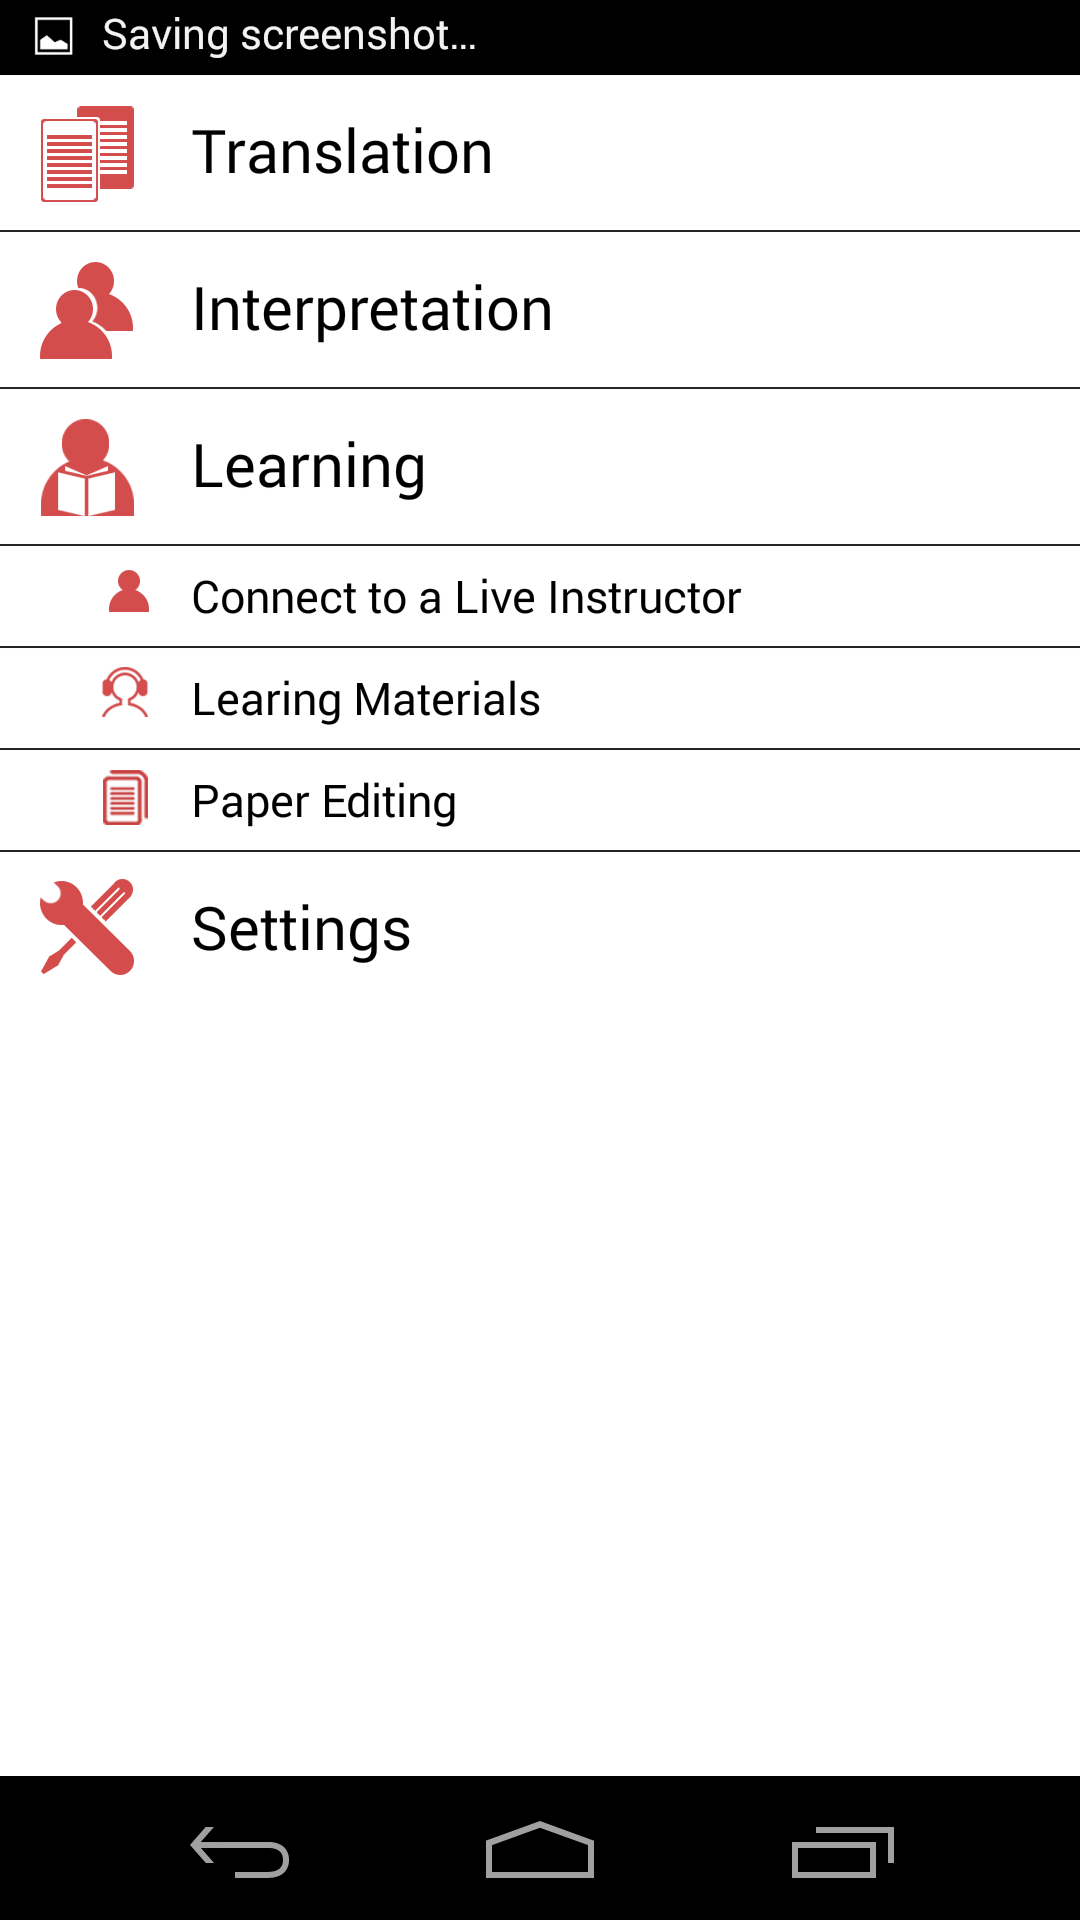 Saving screenshot...
Translation
Interpretation
Learning
Connect to a Live Instructor
Learing Materials
Paper Editing
Settings